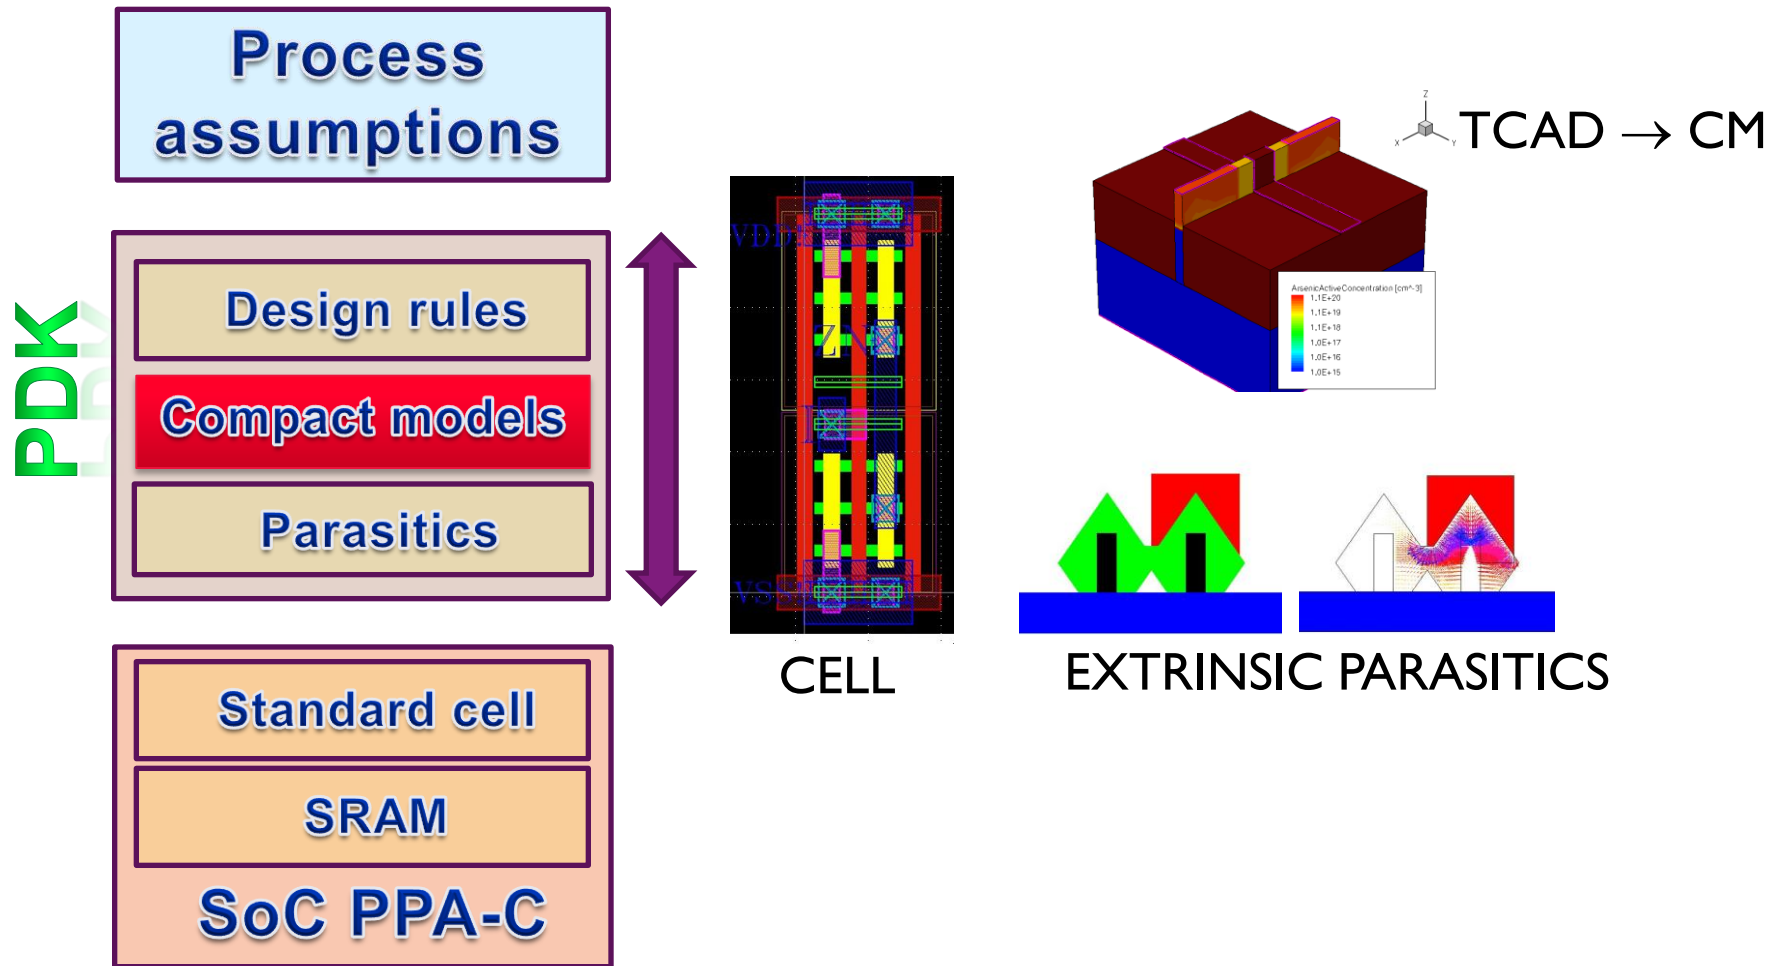 Process
assumptions
PDK
Design rules
Compact models
Parasitics
Standard cell
SRAM
SoC PPA-C
VDD
ZN
I
VSS
CELL
Z
X
Y
TCAD → CM
ArsenicActiveConcentration [cm^-3]
1.1E+20
1.1E+19
1.1E+18
1.0E+17
1.0E+16
1.0E+15
EXTRINSIC PARASITICS